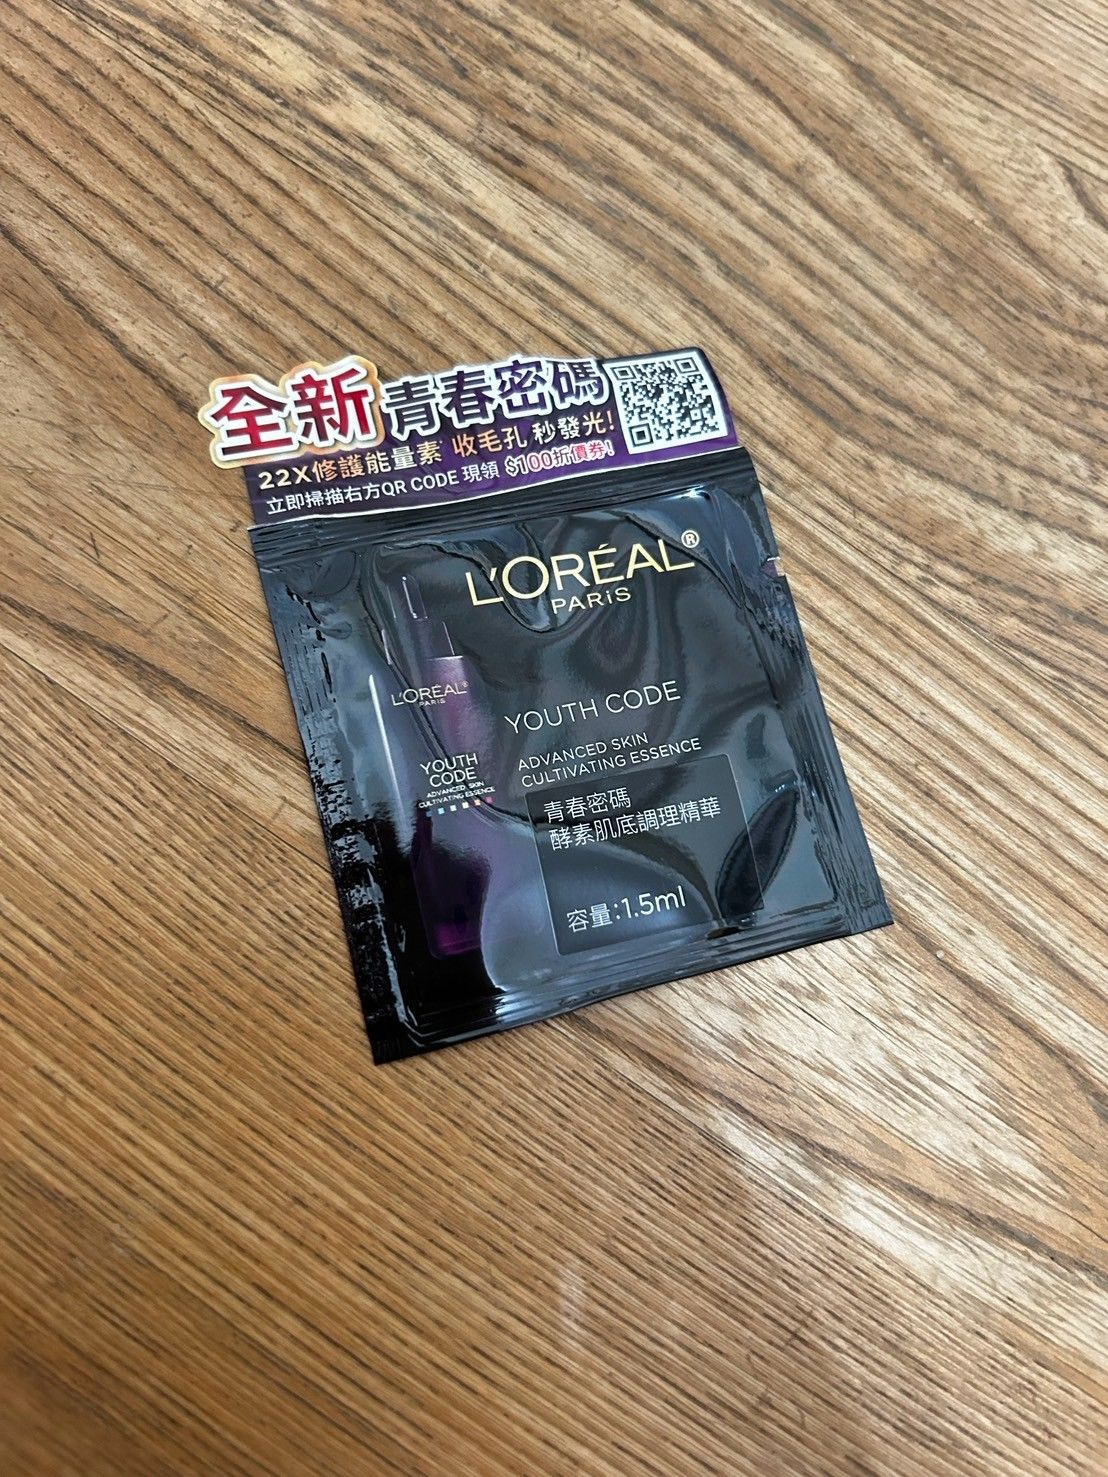 全新 青春密碼
22X修護能量素 收毛孔 秒發光!
立即掃描右方QR CODE 現領 $100折價券!
L'ORÉAL®
PARiS
L'ORÉAL®
PARIS
YOUTH CODE
ADVANCED SKIN
CULTIVATING ESSENCE
YOUTH
CODE
ADVANCED SKIN
CULTIVATING ESSENCE
青春密碼
酵素肌底調理精華
容量:1.5ml